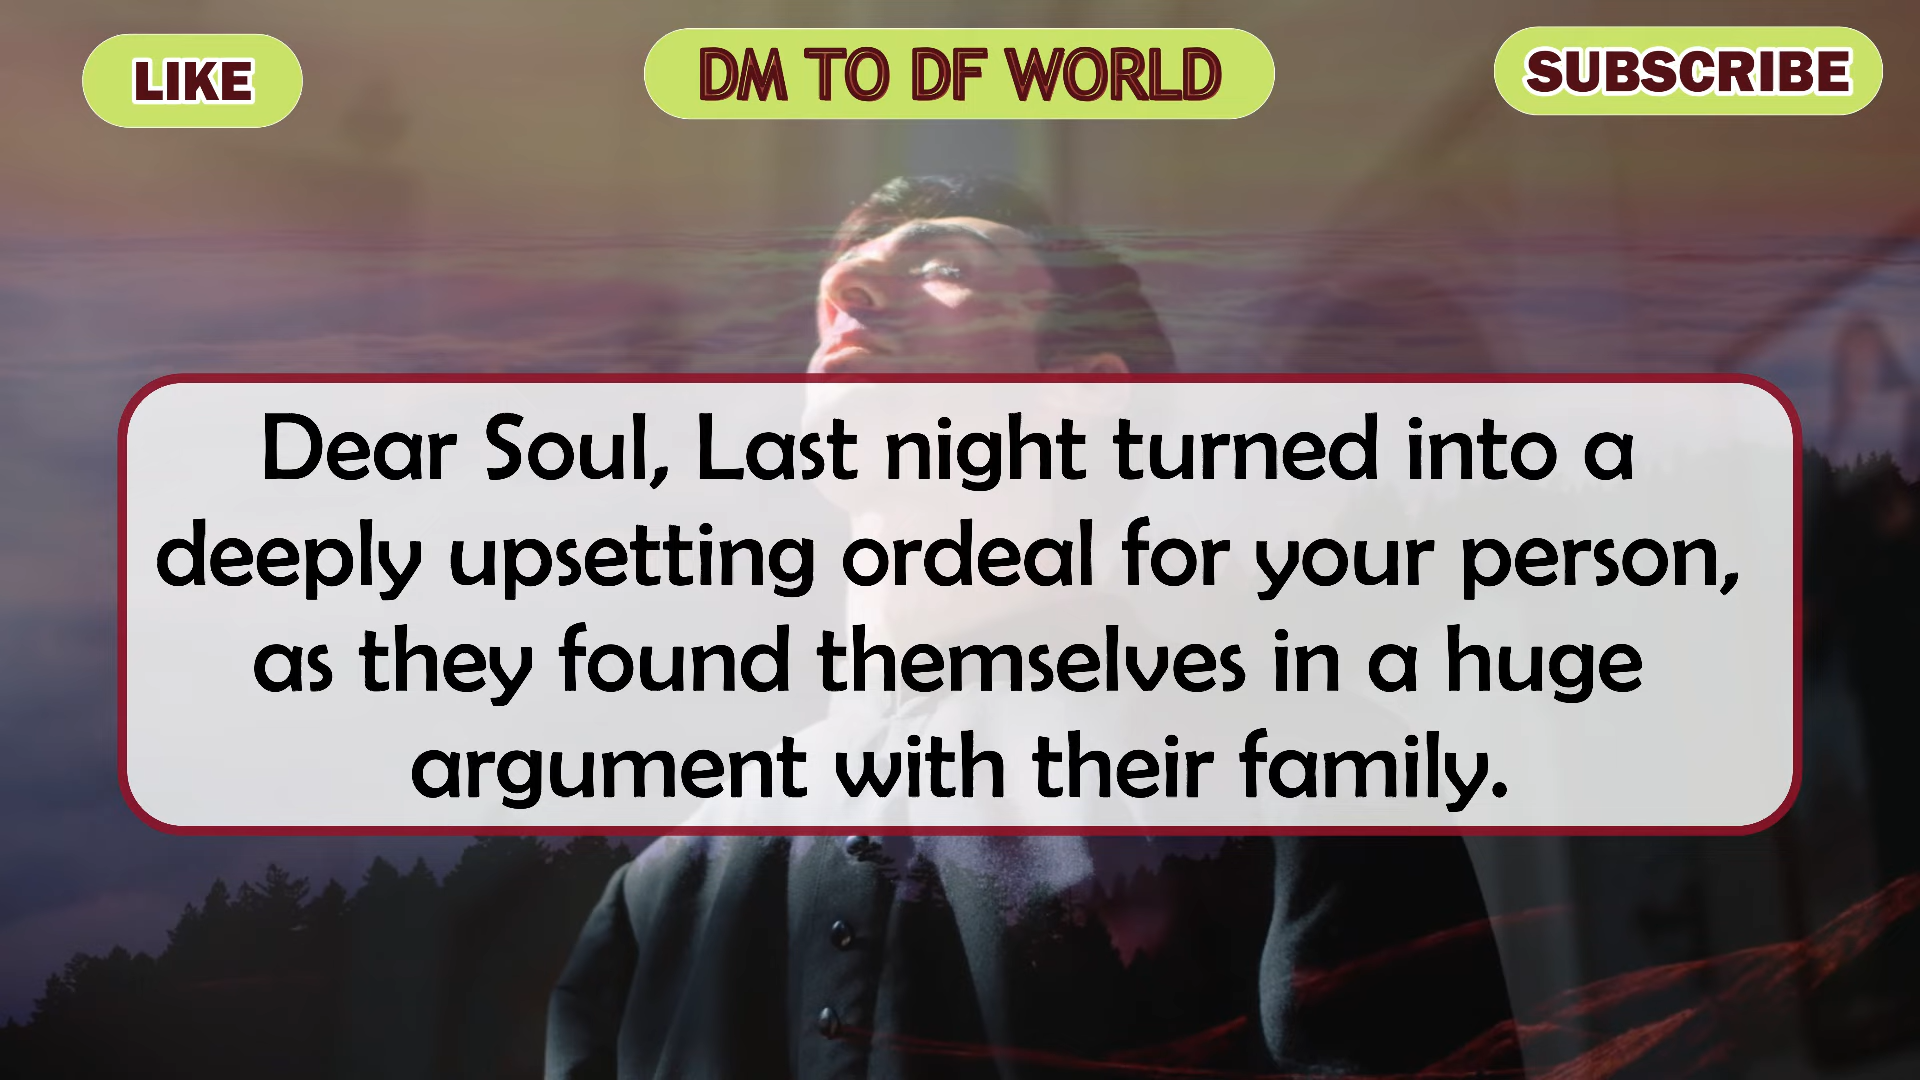 LIKE
DM TO DF WORLD
SUBSCRIBE
Dear Soul, Last night turned into a
deeply upsetting ordeal for your person,
as they found themselves in a huge
argument with their family.